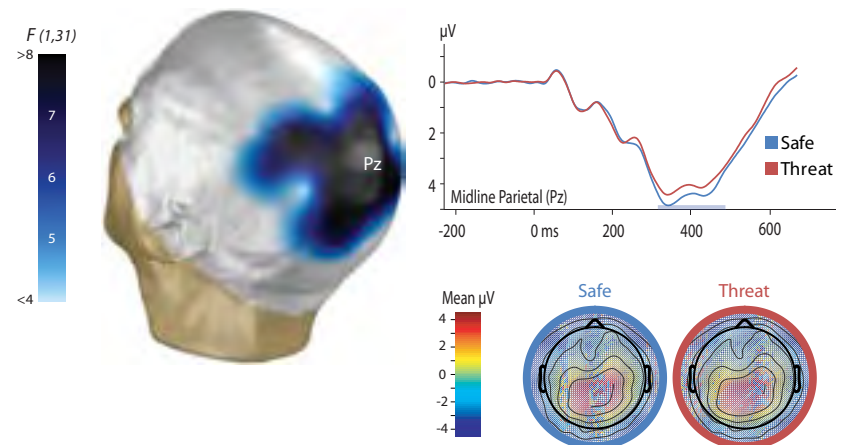 F (1,31)
>8
7
6
5
<4
Pz
µV
0
2
4
Safe
Threat
Midline Parietal (Pz)
-200 0 ms 200 400 600
Mean µV
4
2
0
-2
-4
Safe Threat